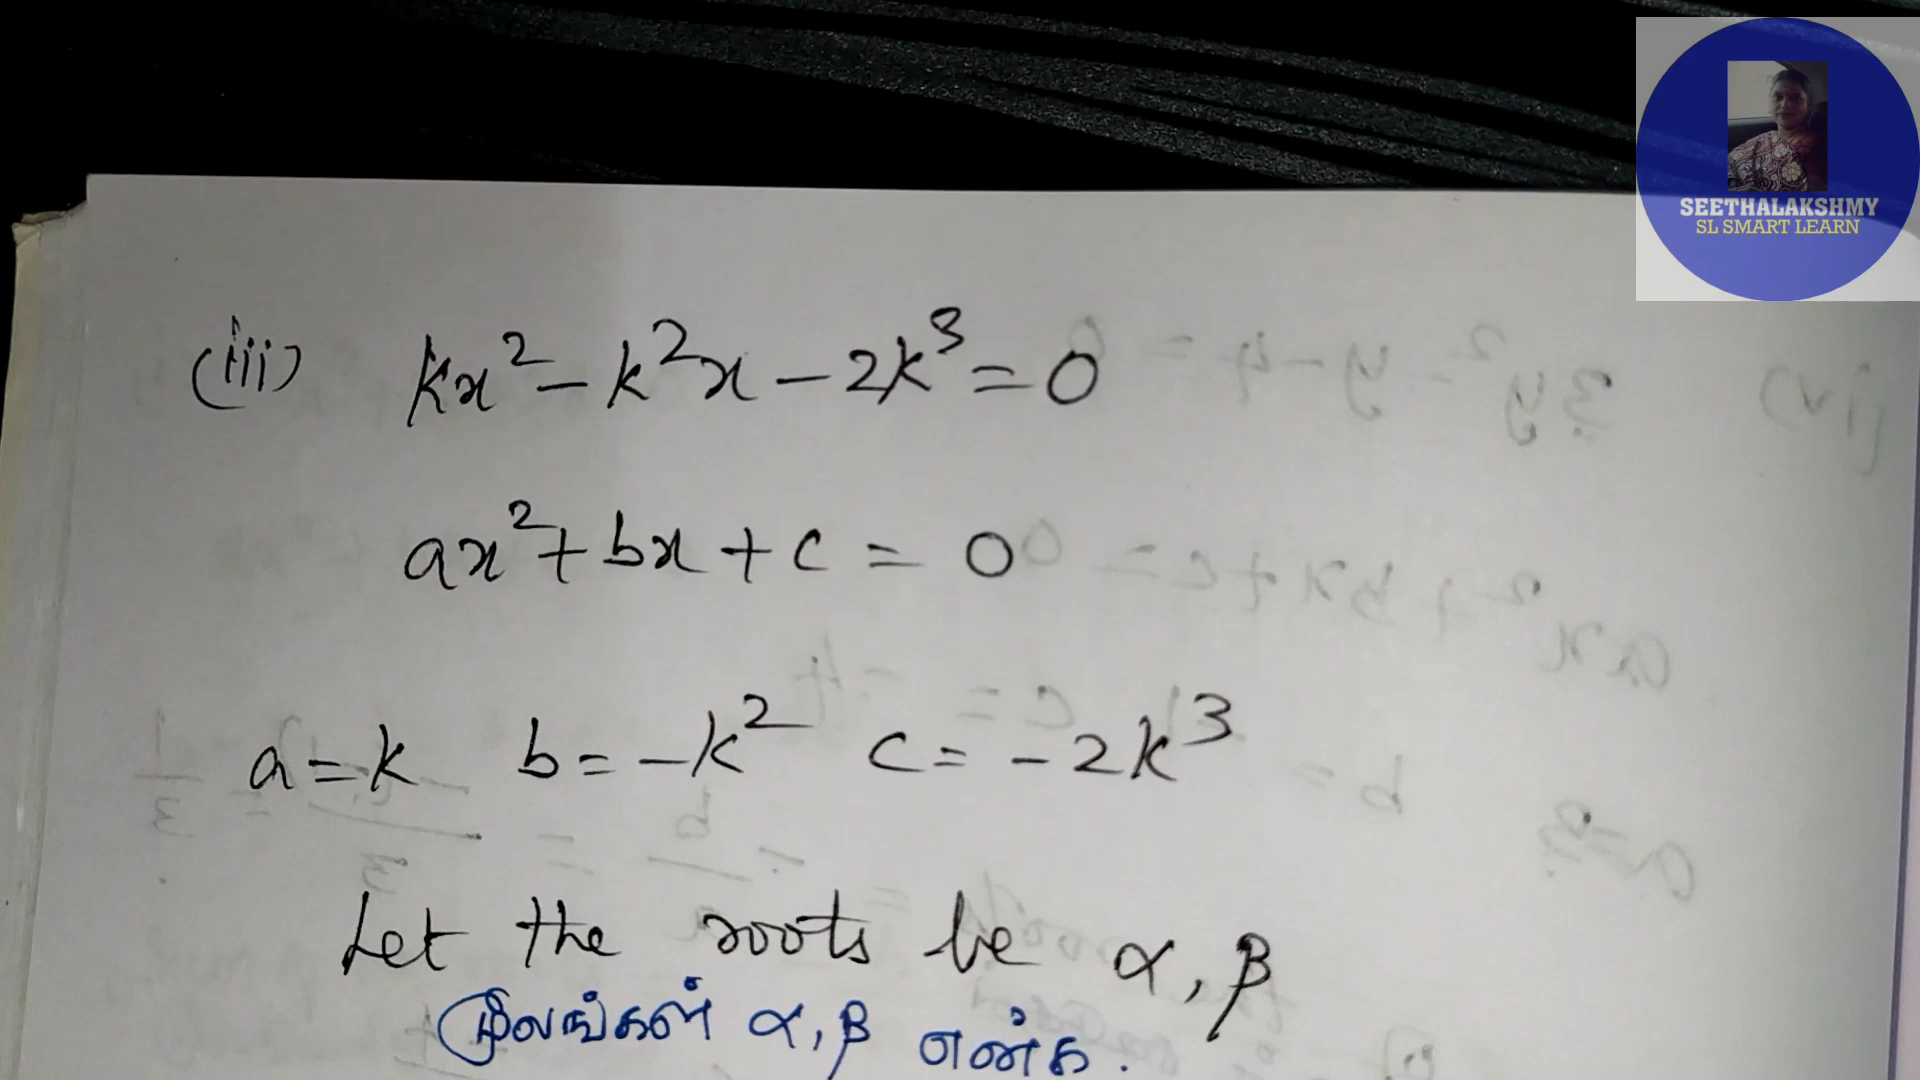 SEETHALAKSHMY
SL SMART LEARN
(iii) kx² - k²x - 2k³ = 0
ax² + bx + c = 0
a = k b = -k² c = -2k³
Let the roots be α, β
மூலங்கள் α, β என்க.